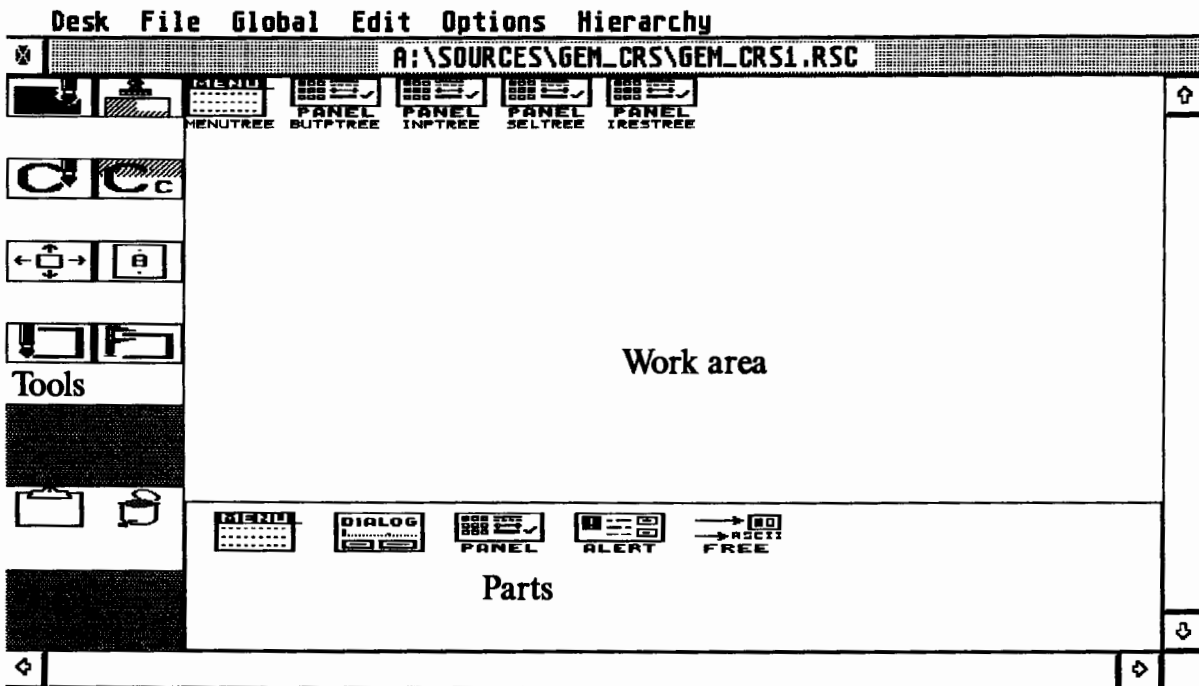 Desk File Global Edit Options Hierarchy
A:\SOURCES\GEM_CRS\GEM_CRS1.RSC
MENU
PANEL PANEL PANEL PANEL
MENUTREE BUTPTREE INPTREE SELTREE IRESTREE
C C c
Work area
Tools
MENU DIALOG
ASCII
PANEL ALERT FREE
Parts